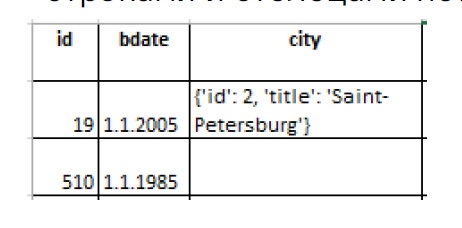 id bdate city
{'id': 2, 'title': 'Saint-
19 1.1.2005 Petersburg'}
510 1.1.1985